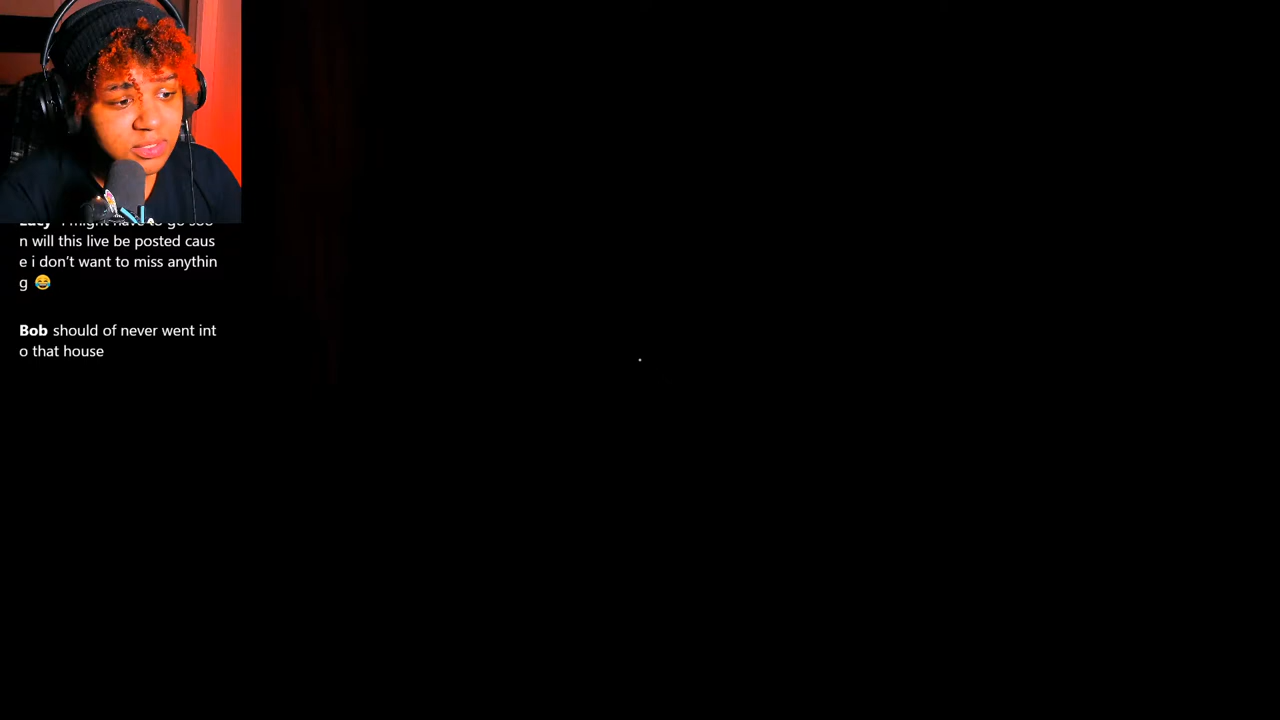 n will this live be posted caus
e i don't want to miss anythin
g 😂
Bob should of never went int
o that house